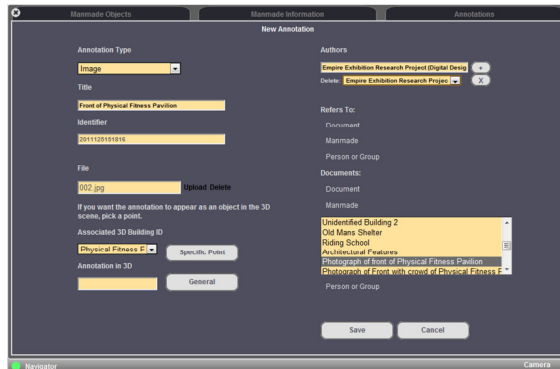 Manmade Objects
Manmade Information
Annotations
New Annotation
Annotation Type
Image
Title
Front of Physical Fitness Pavilion
Identifier
2011125151816
File
002.jpg
Upload Delete
If you want the annotation to appear as an object in the 3D
scene, pick a point.
Associated 3D Building ID
Physical Fitness F
Specific Point
Annotation in 3D
General
Authors
Empire Exhibition Research Project (Digital Desig
+
Delete: Empire Exhibition Research Projec
X
Refers To:
Document
Manmade
Person or Group
Documents:
Document
Manmade
Unidentified Building 2
Old Mans Shelter
Riding School
Architectural Features
Photograph of front of Physical Fitness Pavilion
Photograph of Front with crowd of Physical Fitness F
Person or Group
Save
Cancel
Navigator
Camera